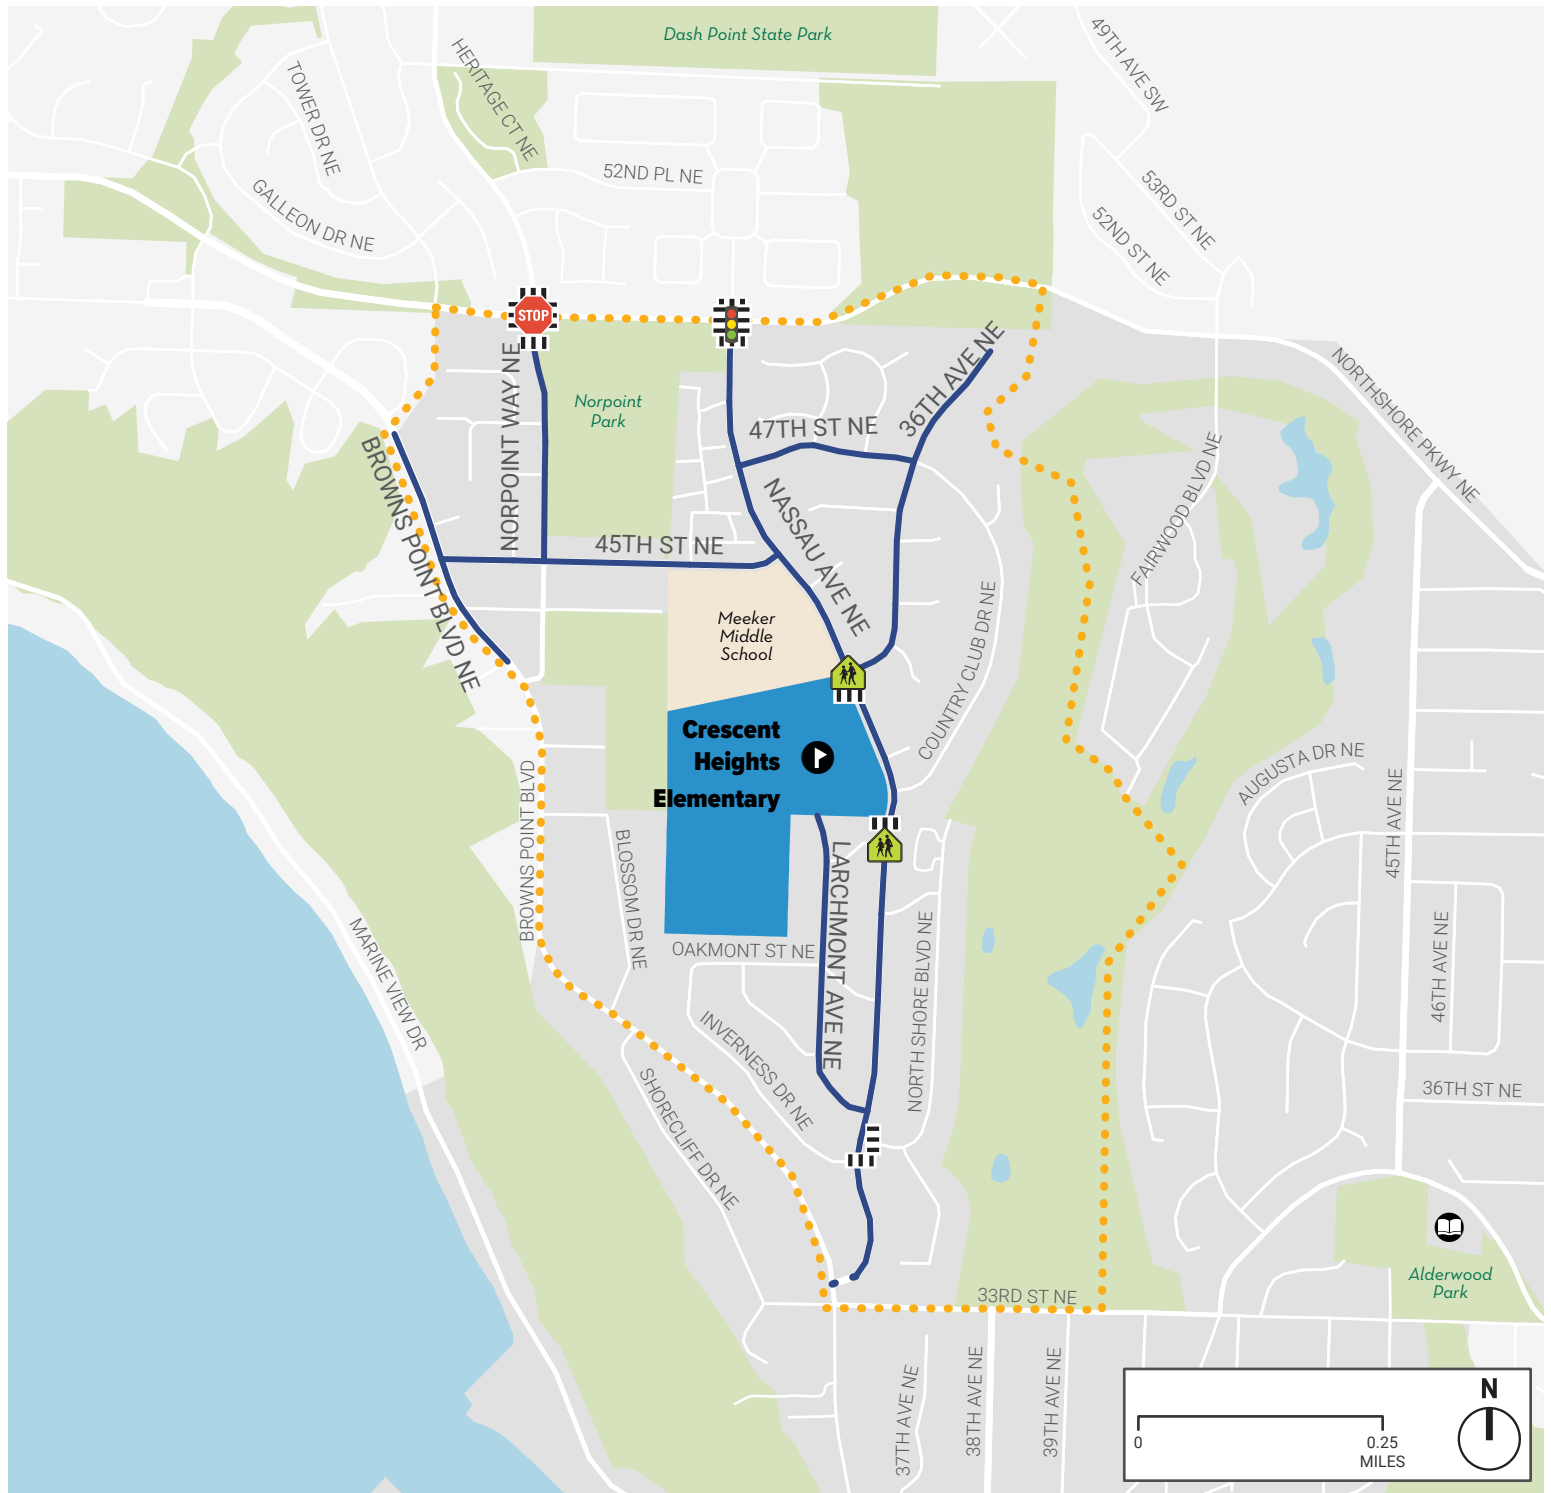 Dash Point State Park
49TH AVE SW
HERITAGE CT NE
TOWER DR NE
52ND PL NE
GALLEON DR NE
53RD ST NE
52ND ST NE
STOP
NORPOINT WAY NE
Norpoint
Park
36TH AVE NE
47TH ST NE
NORTHSHORE PKWY NE
BROWNS POINT BLVD NE
45TH ST NE
NASSAU AVE NE
FAIRWOOD BLVD NE
Meeker
Middle
School
COUNTRY CLUB DR NE
Crescent
Heights
Elementary
AUGUSTA DR NE
45TH AVE NE
BROWNS POINT BLVD
BLOSSOM DR NE
LARCHMONT AVE NE
MARINE VIEW DR
OAKMONT ST NE
NORTH SHORE BLVD NE
46TH AVE NE
INVERNESS DR NE
SHORECLIFF DR NE
36TH ST NE
33RD ST NE
Alderwood
Park
37TH AVE NE
38TH AVE NE
39TH AVE NE
N
0
0.25
MILES